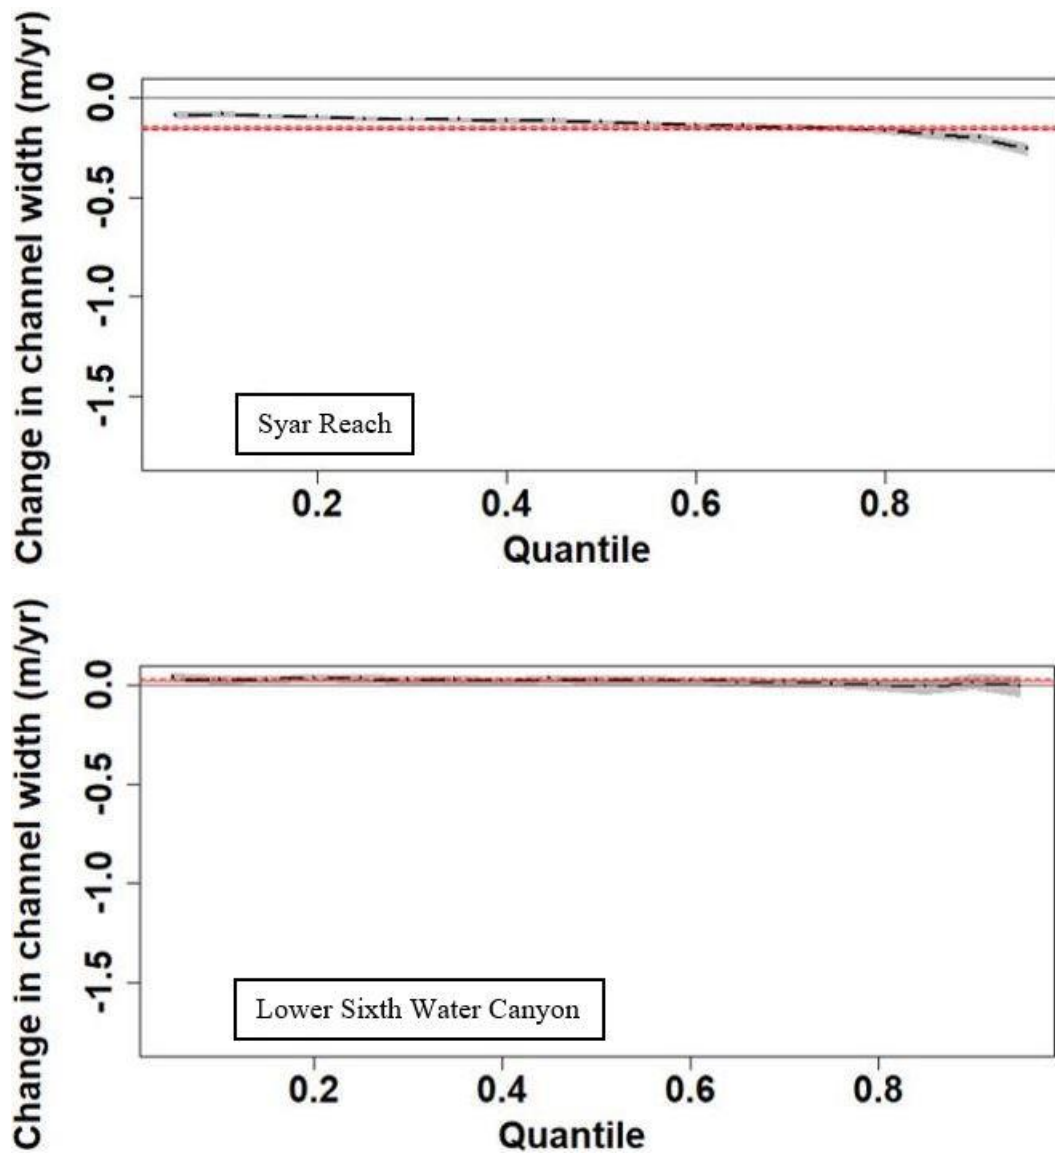 Change in channel width (m/yr)
0.0
-0.5
-1.0
-1.5
Syar Reach
0.2 0.4 0.6 0.8
Quantile
Change in channel width (m/yr)
0.0
-0.5
-1.0
-1.5
Lower Sixth Water Canyon
0.2 0.4 0.6 0.8
Quantile